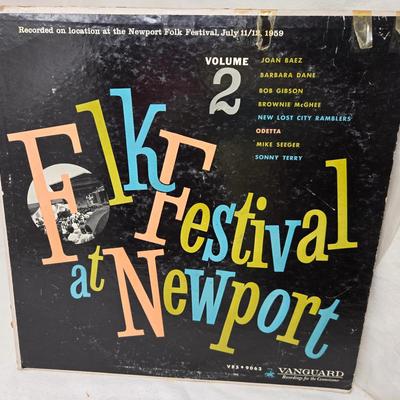 Recorded on location at the Newport Folk Festival, July 11/12, 1959
VOLUME
2
JOAN BAEZ
BARBARA DANE
BOB GIBSON
BROWNIE McGHEE
NEW LOST CITY RAMBLERS
ODETTA
MIKE SEEGER
SONNY TERRY
Folk
Festival
at Newport
VRS•9063
VANGUARD
Recordings for the Connoisseur